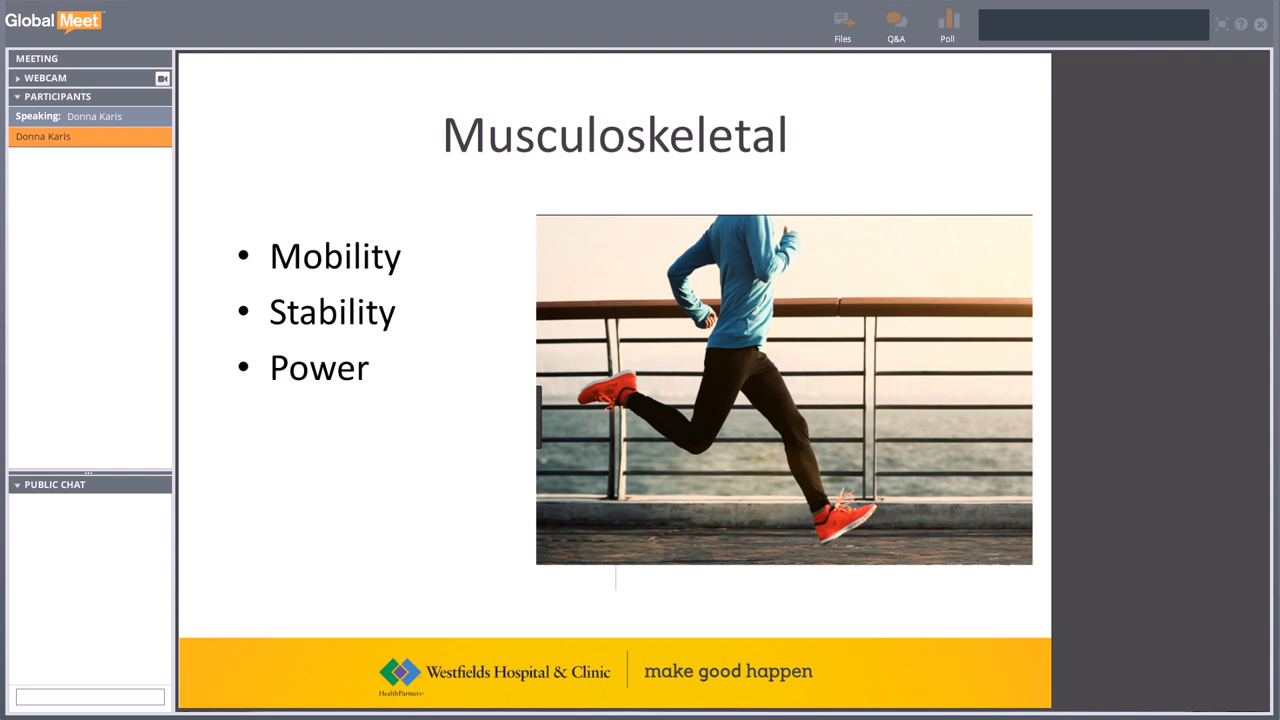 Global Meet
Files
Q&A
Poll
MEETING
WEBCAM
PARTICIPANTS
Speaking: Donna Karis
Donna Karis
PUBLIC CHAT
Musculoskeletal
• Mobility
• Stability
• Power
HealthPartners
Westfields Hospital & Clinic
make good happen